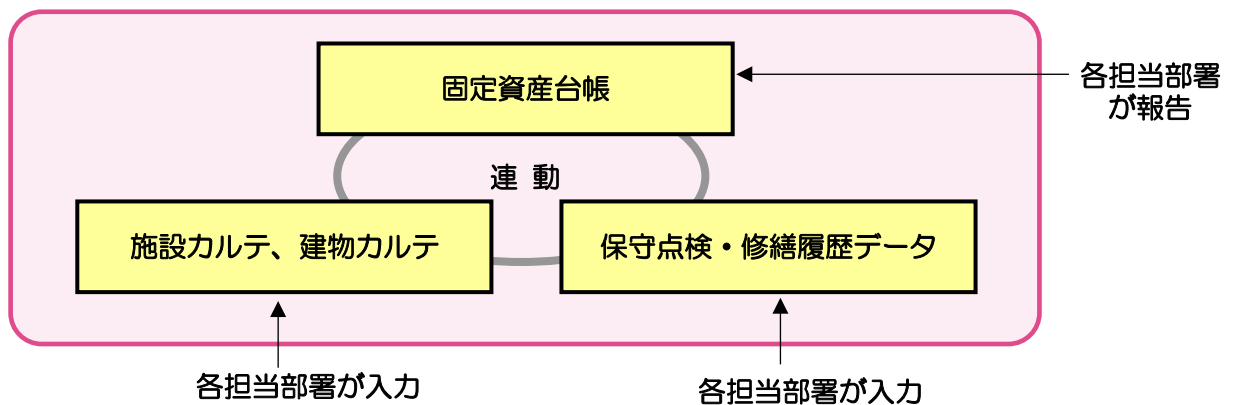 固定資産台帳
各担当部署
が報告
連 動
施設カルテ、建物カルテ
保守点検・修繕履歴データ
各担当部署が入力
各担当部署が入力